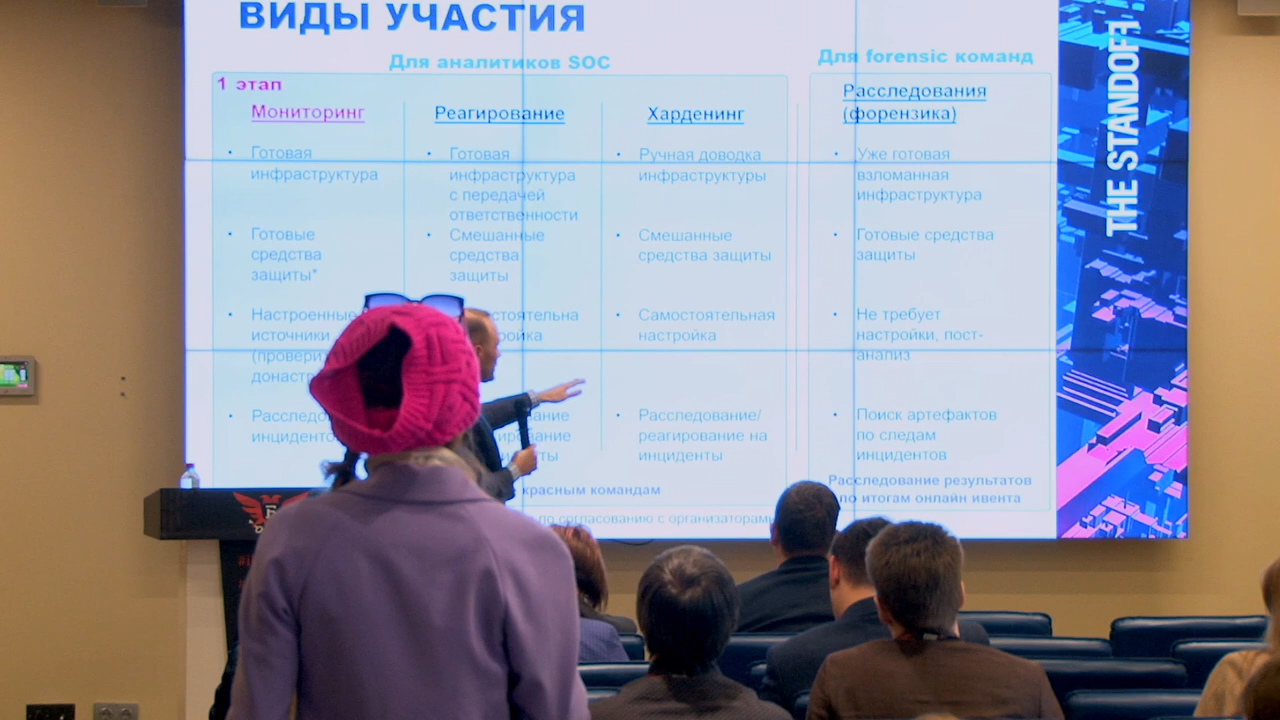 ВИДЫ УЧАСТИЯ
Для аналитиков SOC
Для forensic команд
1 этап
Мониторинг
• Готовая
инфраструктура
• Готовые
средства
защиты*
• Настроенные
источники
Реагирование
• Готовая
инфраструктура
с передачей
ответственности
• Смешанные
средства
защиты
Харденинг
• Ручная доводка
инфраструктуры
• Смешанные
средства защиты
• Самостоятельная
настройка
• Расследование/
реагирование на
инциденты
Расследования
(форензика)
• Уже готовая
взломанная
инфраструктура
• Готовые средства
защиты
• Не требует
настройки, пост-
анализ
• Поиск артефактов
по следам
инцидентов
Расследование результатов
по итогам онлайн ивента
красным командам
по согласованию с организаторами
THE STANDOFF